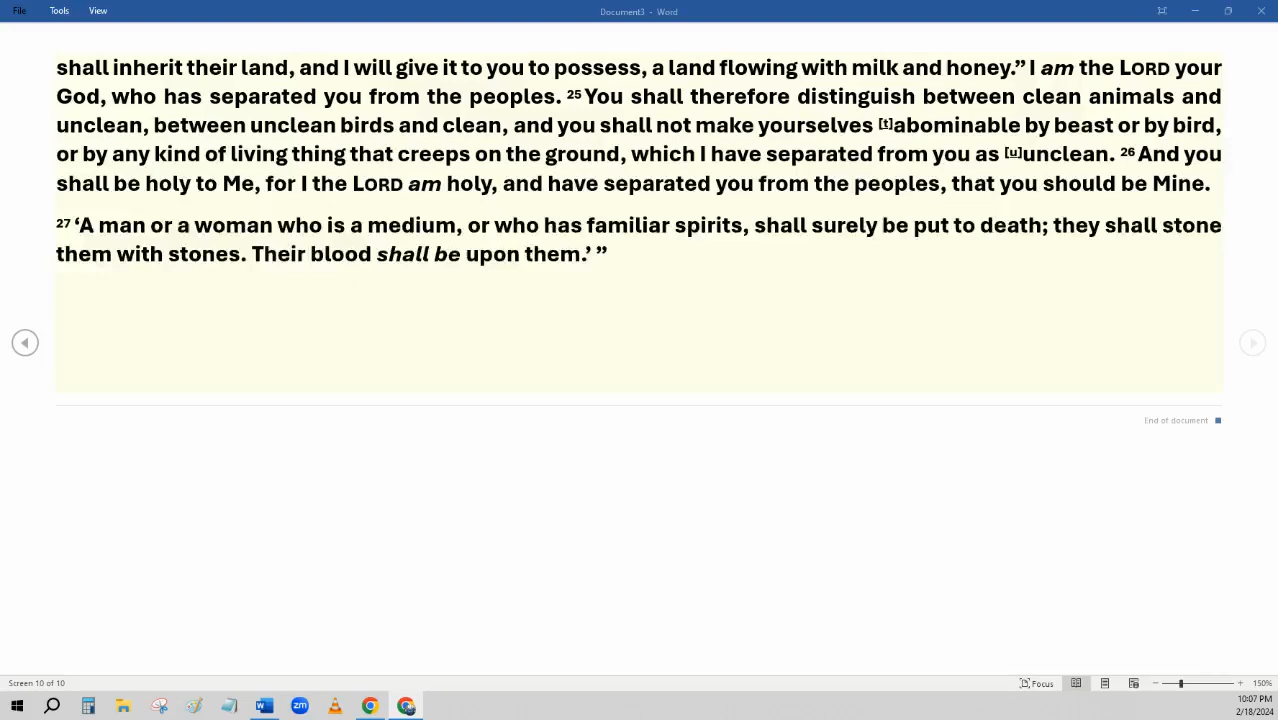 File Tools View Document3 - Word
shall inherit their land, and I will give it to you to possess, a land flowing with milk and honey.” I am the LORD your
God, who has separated you from the peoples. 25 You shall therefore distinguish between clean animals and
unclean, between unclean birds and clean, and you shall not make yourselves [t]abominable by beast or by bird,
or by any kind of living thing that creeps on the ground, which I have separated from you as [u]unclean. 26 And you
shall be holy to Me, for I the LORD am holy, and have separated you from the peoples, that you should be Mine.
27 ‘A man or a woman who is a medium, or who has familiar spirits, shall surely be put to death; they shall stone
them with stones. Their blood shall be upon them.’ ”
End of document
Screen 10 of 10 Focus 150%
W zm
10:07 PM
2/18/2024